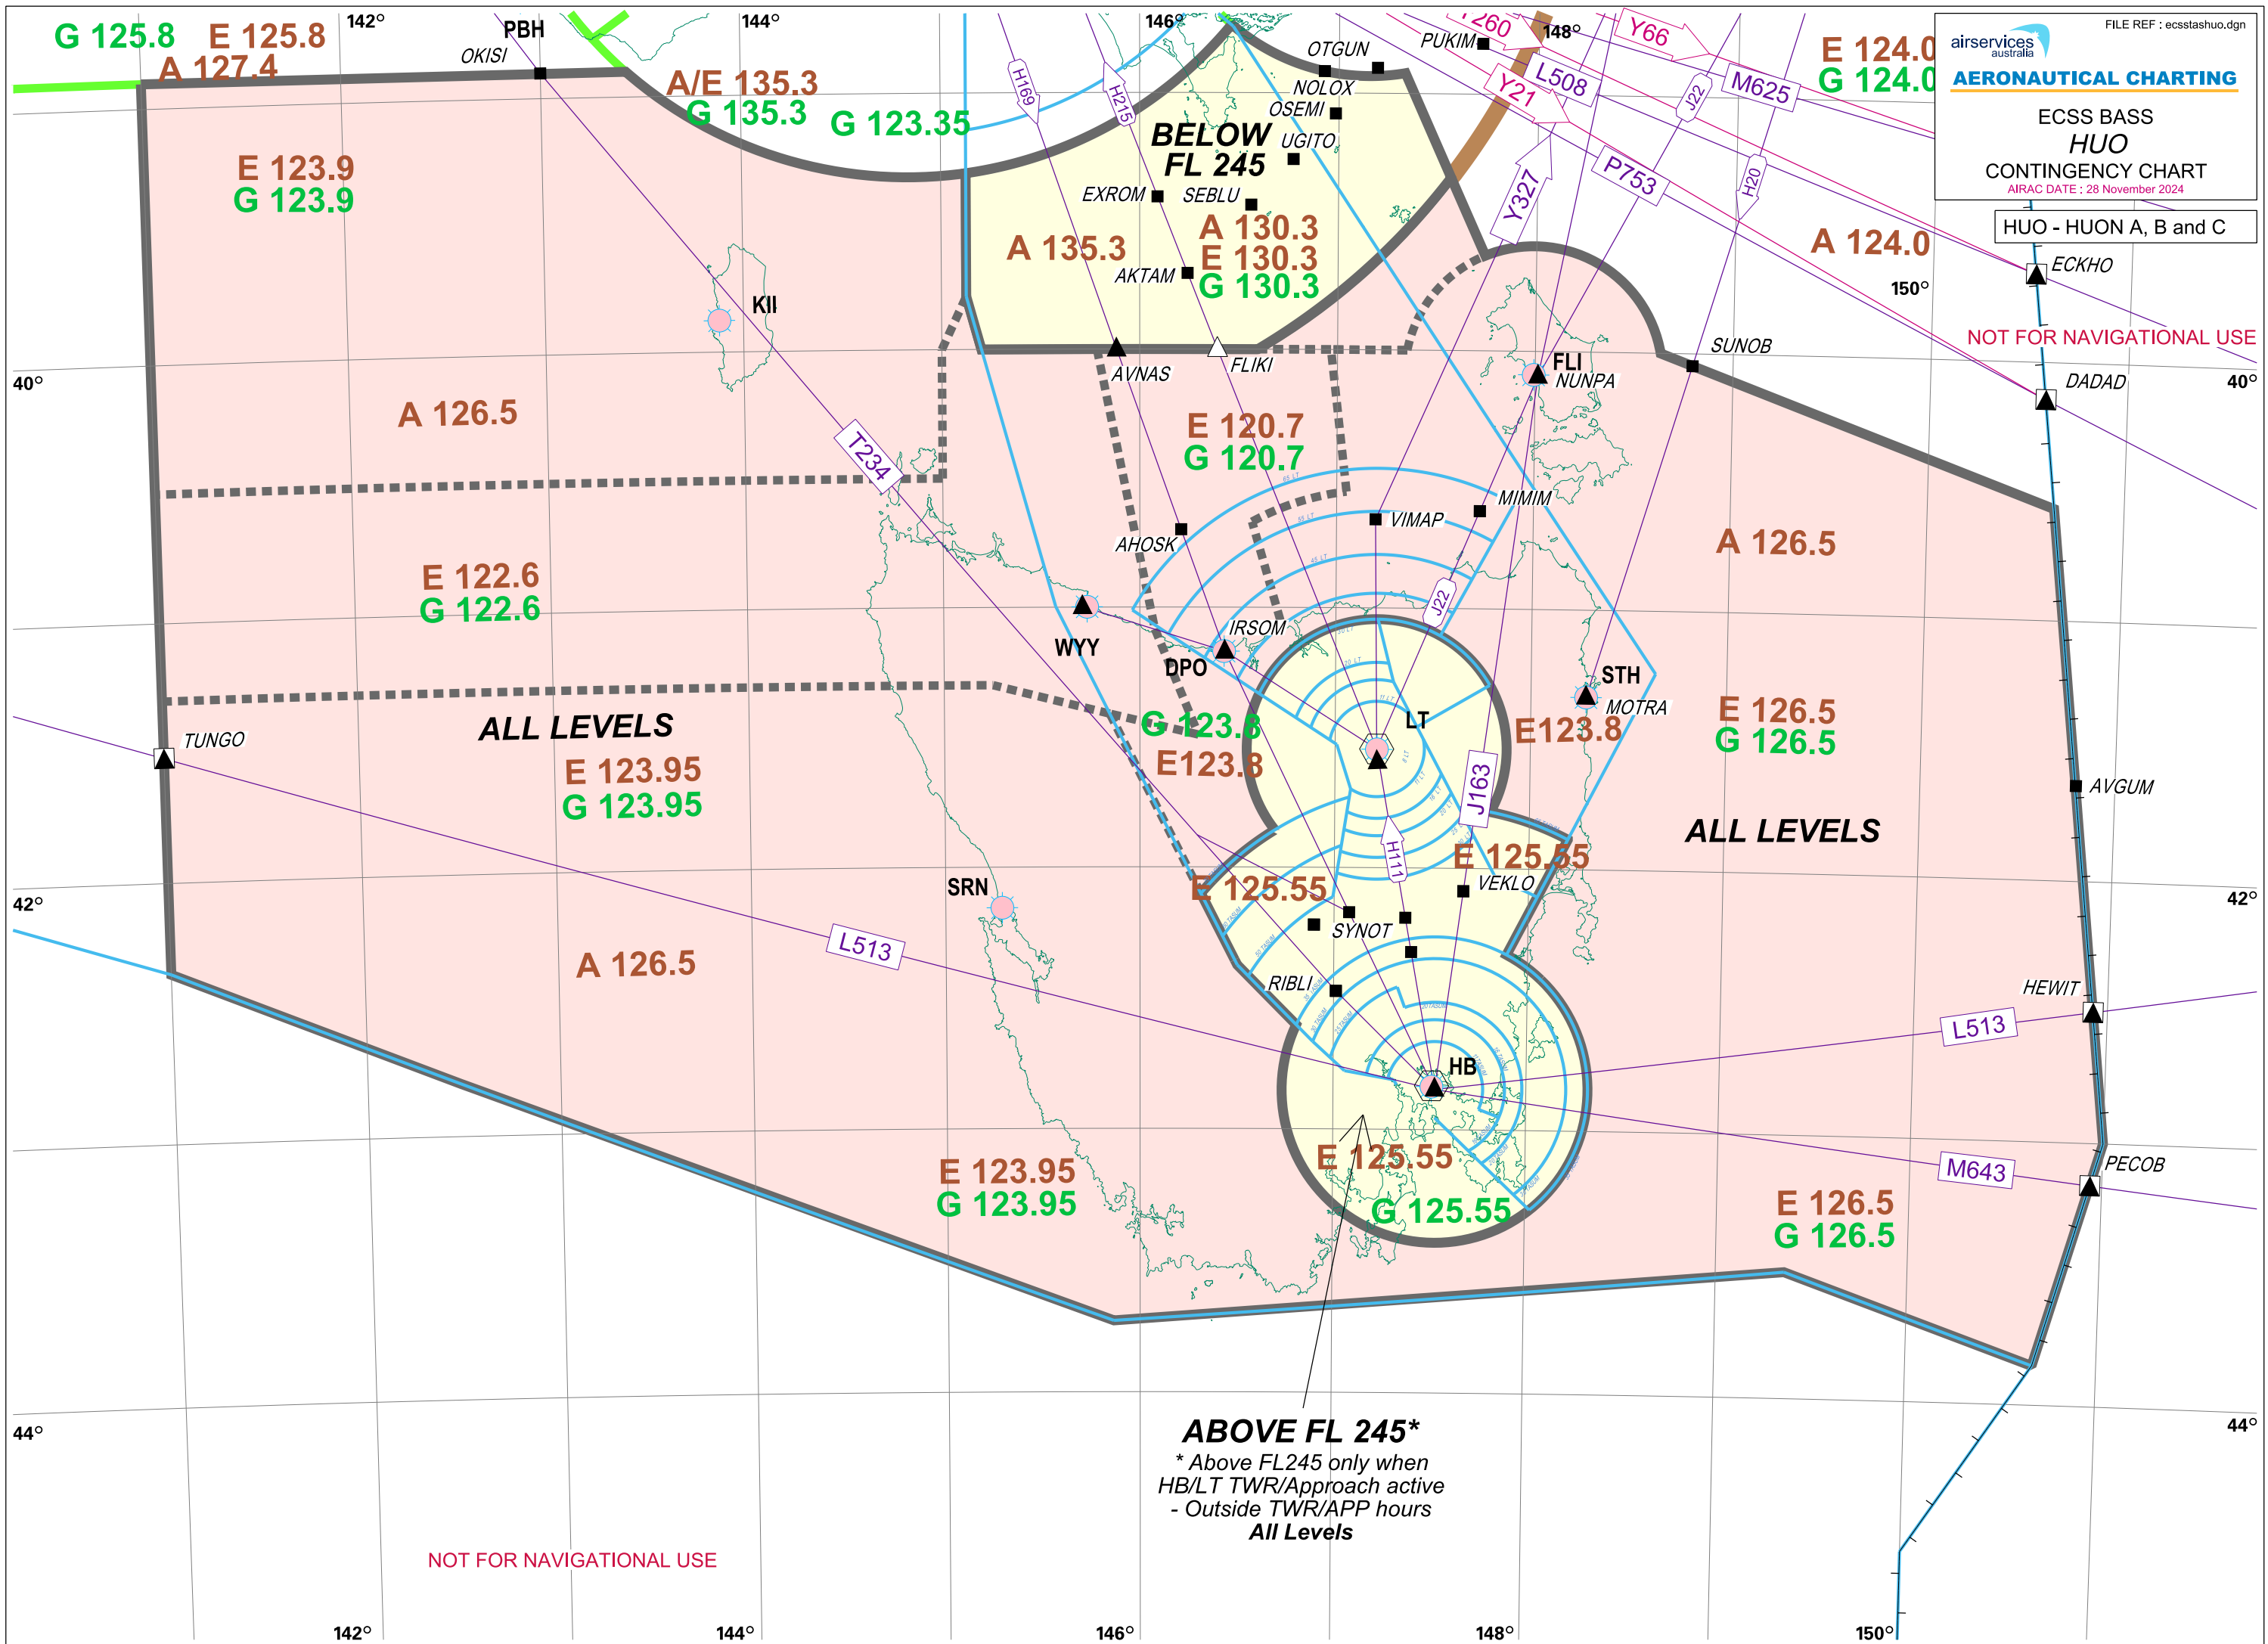 142°
144°
146°
148°
FILE REF : ecsstashuo.dgn
airservices
australia
AERONAUTICAL CHARTING
ECSS BASS
HUO
CONTINGENCY CHART
AIRAC DATE : 28 November 2024
HUO - HUON A, B and C
NOT FOR NAVIGATIONAL USE
G 125.8
E 125.8
A 127.4
PBH
OKISI
A/E 135.3
G 135.3
G 123.35
H169
H215
OTGUN
NOLOX
OSEMI
UGITO
PUKIM
Y66
L508
M625
Y21
J22
E 124.0
G 124.0
BELOW
FL 245
EXROM
SEBLU
A 130.3
E 130.3
G 130.3
A 135.3
AKTAM
Y327
P753
H20
A 124.0
ECKHO
150°
E 123.9
G 123.9
KII
AVNAS
FLIKI
FLI
NUNPA
SUNOB
DADAD
40°
40°
A 126.5
T234
E 120.7
G 120.7
65 LT
55 LT
45 LT
AHOSK
VIMAP
MIMIM
A 126.5
E 122.6
G 122.6
WYY
DPO
IRSOM
J22
STH
MOTRA
ALL LEVELS
TUNGO
E 123.95
G 123.95
G 123.8
E123.8
LT
E123.8
E 126.5
G 126.5
J163
AVGUM
ALL LEVELS
H111
E 125.55
E 125.55
VEKLO
SYNOT
SRN
42°
42°
L513
A 126.5
RIBLI
HEWIT
L513
HB
E 123.95
G 123.95
E 125.55
G 125.55
M643
PECOB
E 126.5
G 126.5
44°
44°
ABOVE FL 245*
* Above FL245 only when
HB/LT TWR/Approach active
- Outside TWR/APP hours
All Levels
NOT FOR NAVIGATIONAL USE
142°
144°
146°
148°
150°